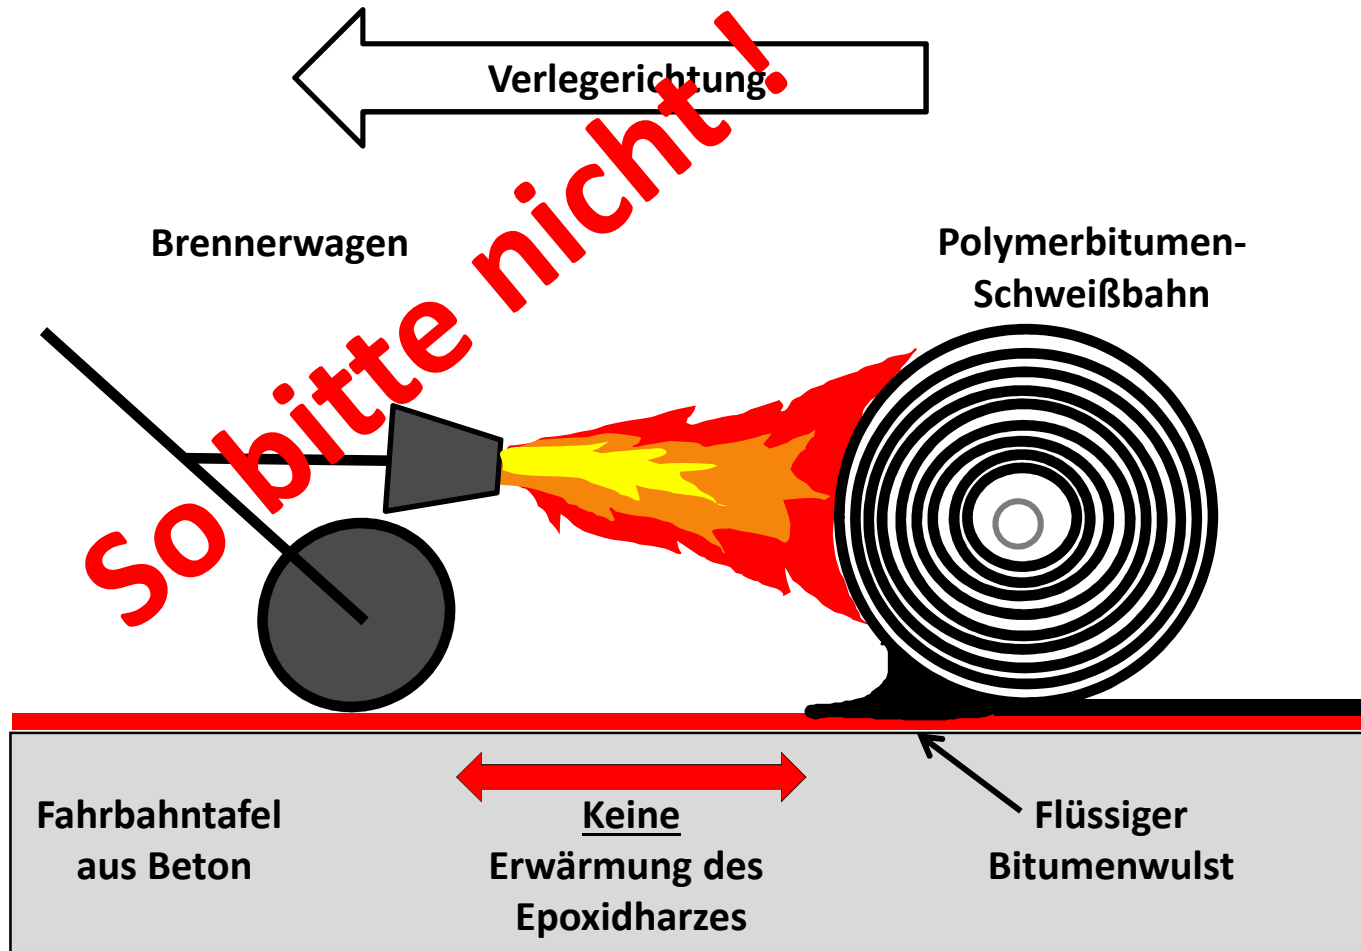 Verlegerichtung
So bitte nicht !
Brennerwagen
Polymerbitumen-
Schweißbahn
Fahrbahntafel
aus Beton
Keine
Erwärmung des
Epoxidharzes
Flüssiger
Bitumenwulst